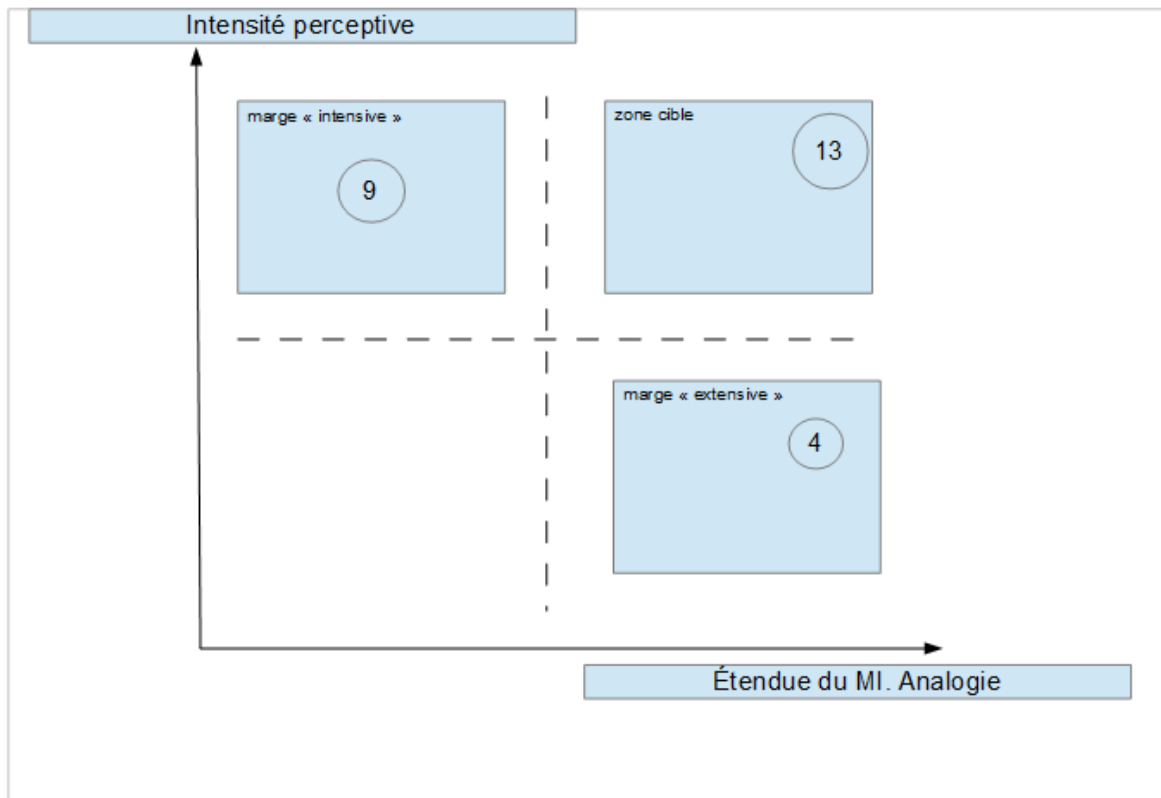 Intensité perceptive
marge « intensive »
9
zone cible
13
marge « extensive »
4
Étendue du MI. Analogie